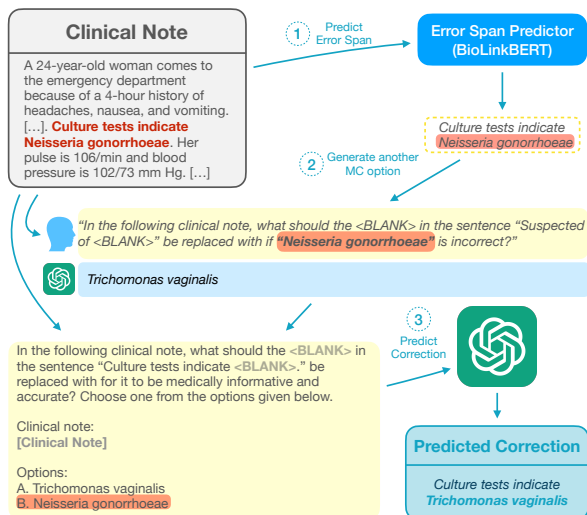 Clinical Note
A 24-year-old woman comes to
the emergency department
because of a 4-hour history of
headaches, nausea, and vomiting.
[...]. Culture tests indicate
Neisseria gonorrhoeae. Her
pulse is 106/min and blood
pressure is 102/73 mm Hg. [...]
1
Predict
Error Span
Error Span Predictor
(BioLinkBERT)
Culture tests indicate
Neisseria gonorrhoeae
2
Generate another
MC option
“In the following clinical note, what should the <BLANK> in the sentence “Suspected
of <BLANK>” be replaced with if “Neisseria gonorrhoeae” is incorrect?”
Trichomonas vaginalis
3
Predict
Correction
In the following clinical note, what should the <BLANK> in
the sentence “Culture tests indicate <BLANK>.” be
replaced with for it to be medically informative and
accurate? Choose one from the options given below.
Clinical note:
[Clinical Note]
Options:
A. Trichomonas vaginalis
B. Neisseria gonorrhoeae
Predicted Correction
Culture tests indicate
Trichomonas vaginalis